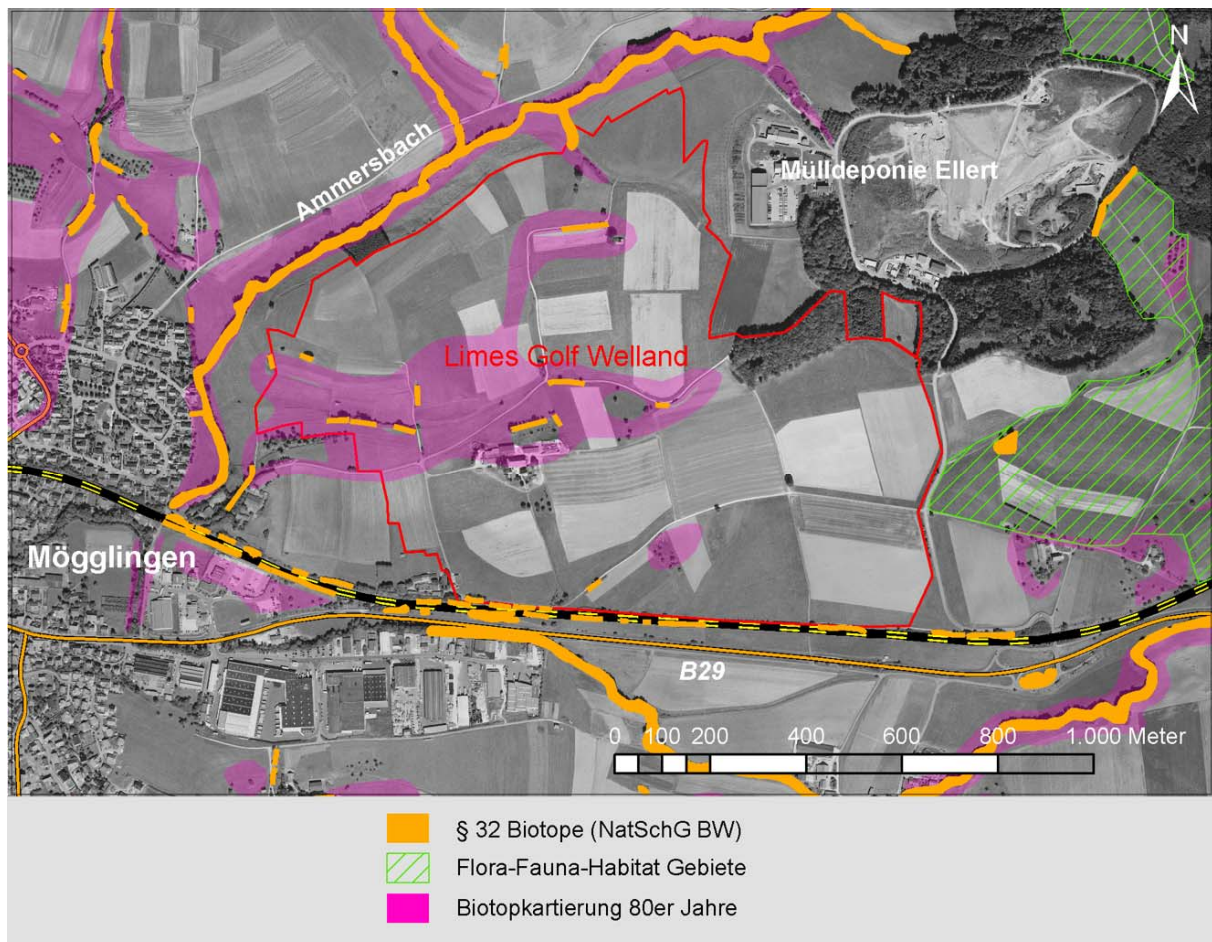 N
Ammersbach
Mülldeponie Ellert
Limes Golf Welland
Mögglingen
B29
0 100 200 400 600 800 1.000 Meter
§ 32 Biotope (NatSchG BW)
Flora-Fauna-Habitat Gebiete
Biotopkartierung 80er Jahre